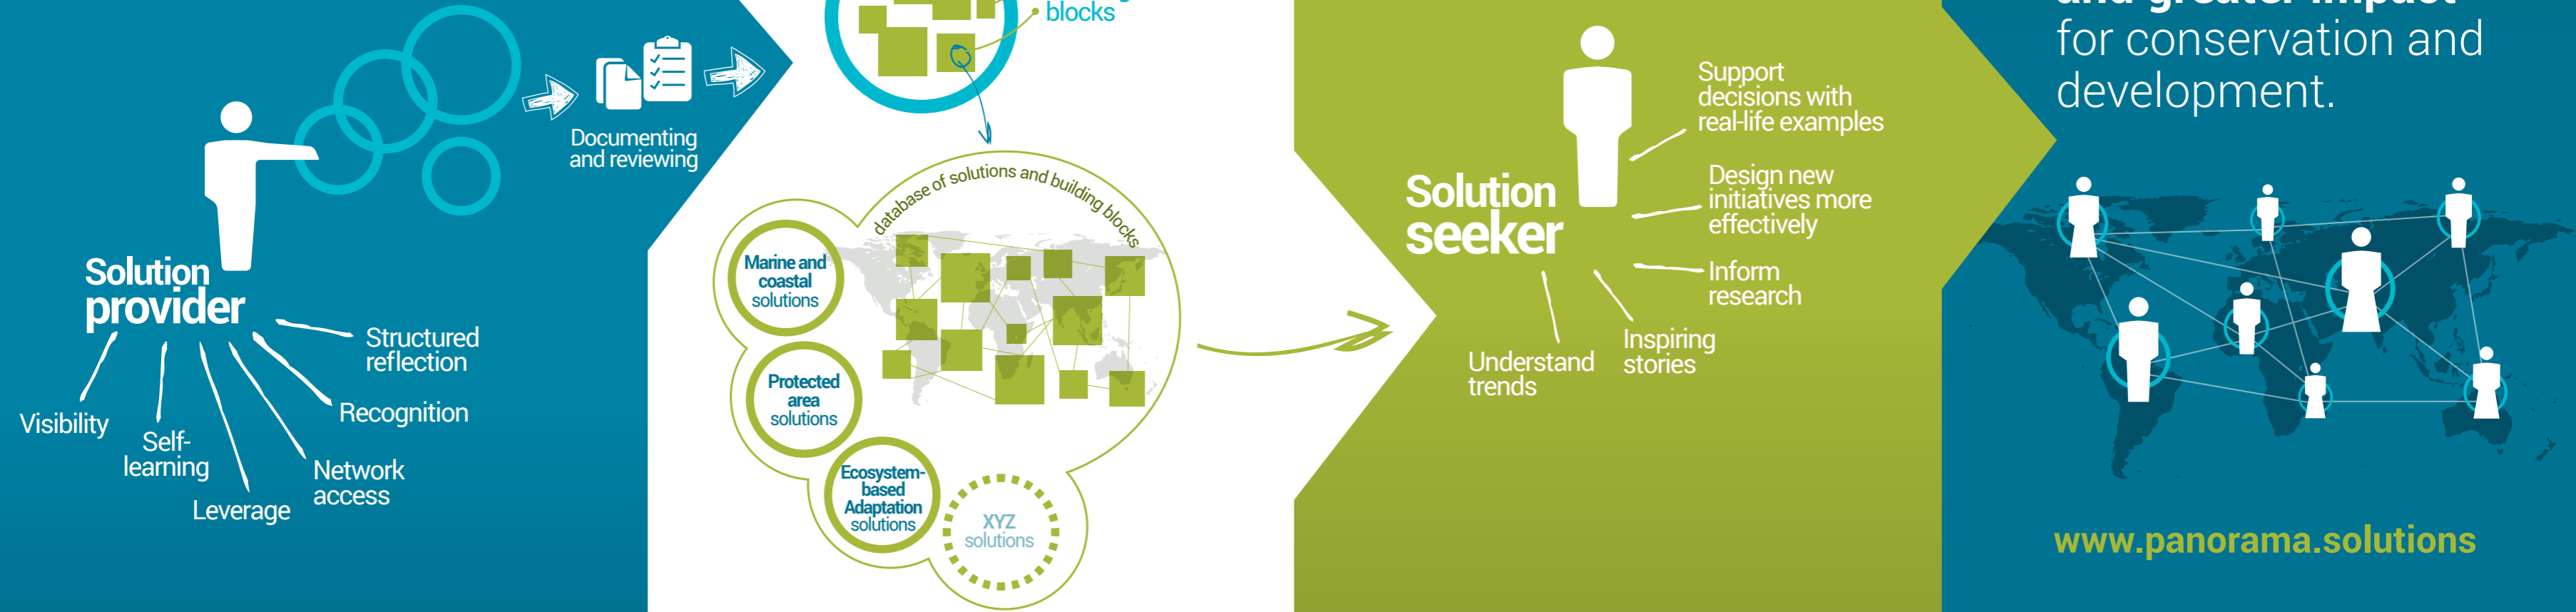 Documenting
and reviewing
Solution
provider
Visibility
Self-
learning
Leverage
Network
access
Recognition
Structured
reflection
blocks
database of solutions and building blocks
Marine and
coastal
solutions
Protected
area
solutions
Ecosystem-
based
Adaptation
solutions
XYZ
solutions
Solution
seeker
Support
decisions with
real-life examples
Design new
initiatives more
effectively
Inform
research
Inspiring
stories
Understand
trends
and greater impact
for conservation and
development.
www.panorama.solutions